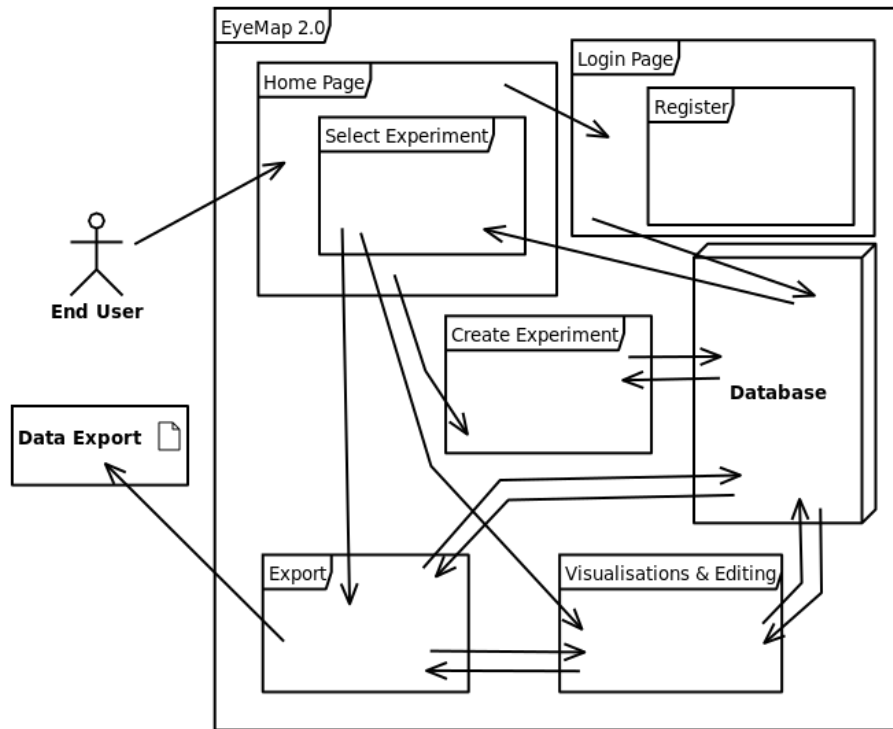 EyeMap 2.0
Home Page
Login Page
Select Experiment
Register
End User
Create Experiment
Database
Data Export
Export
Visualisations & Editing